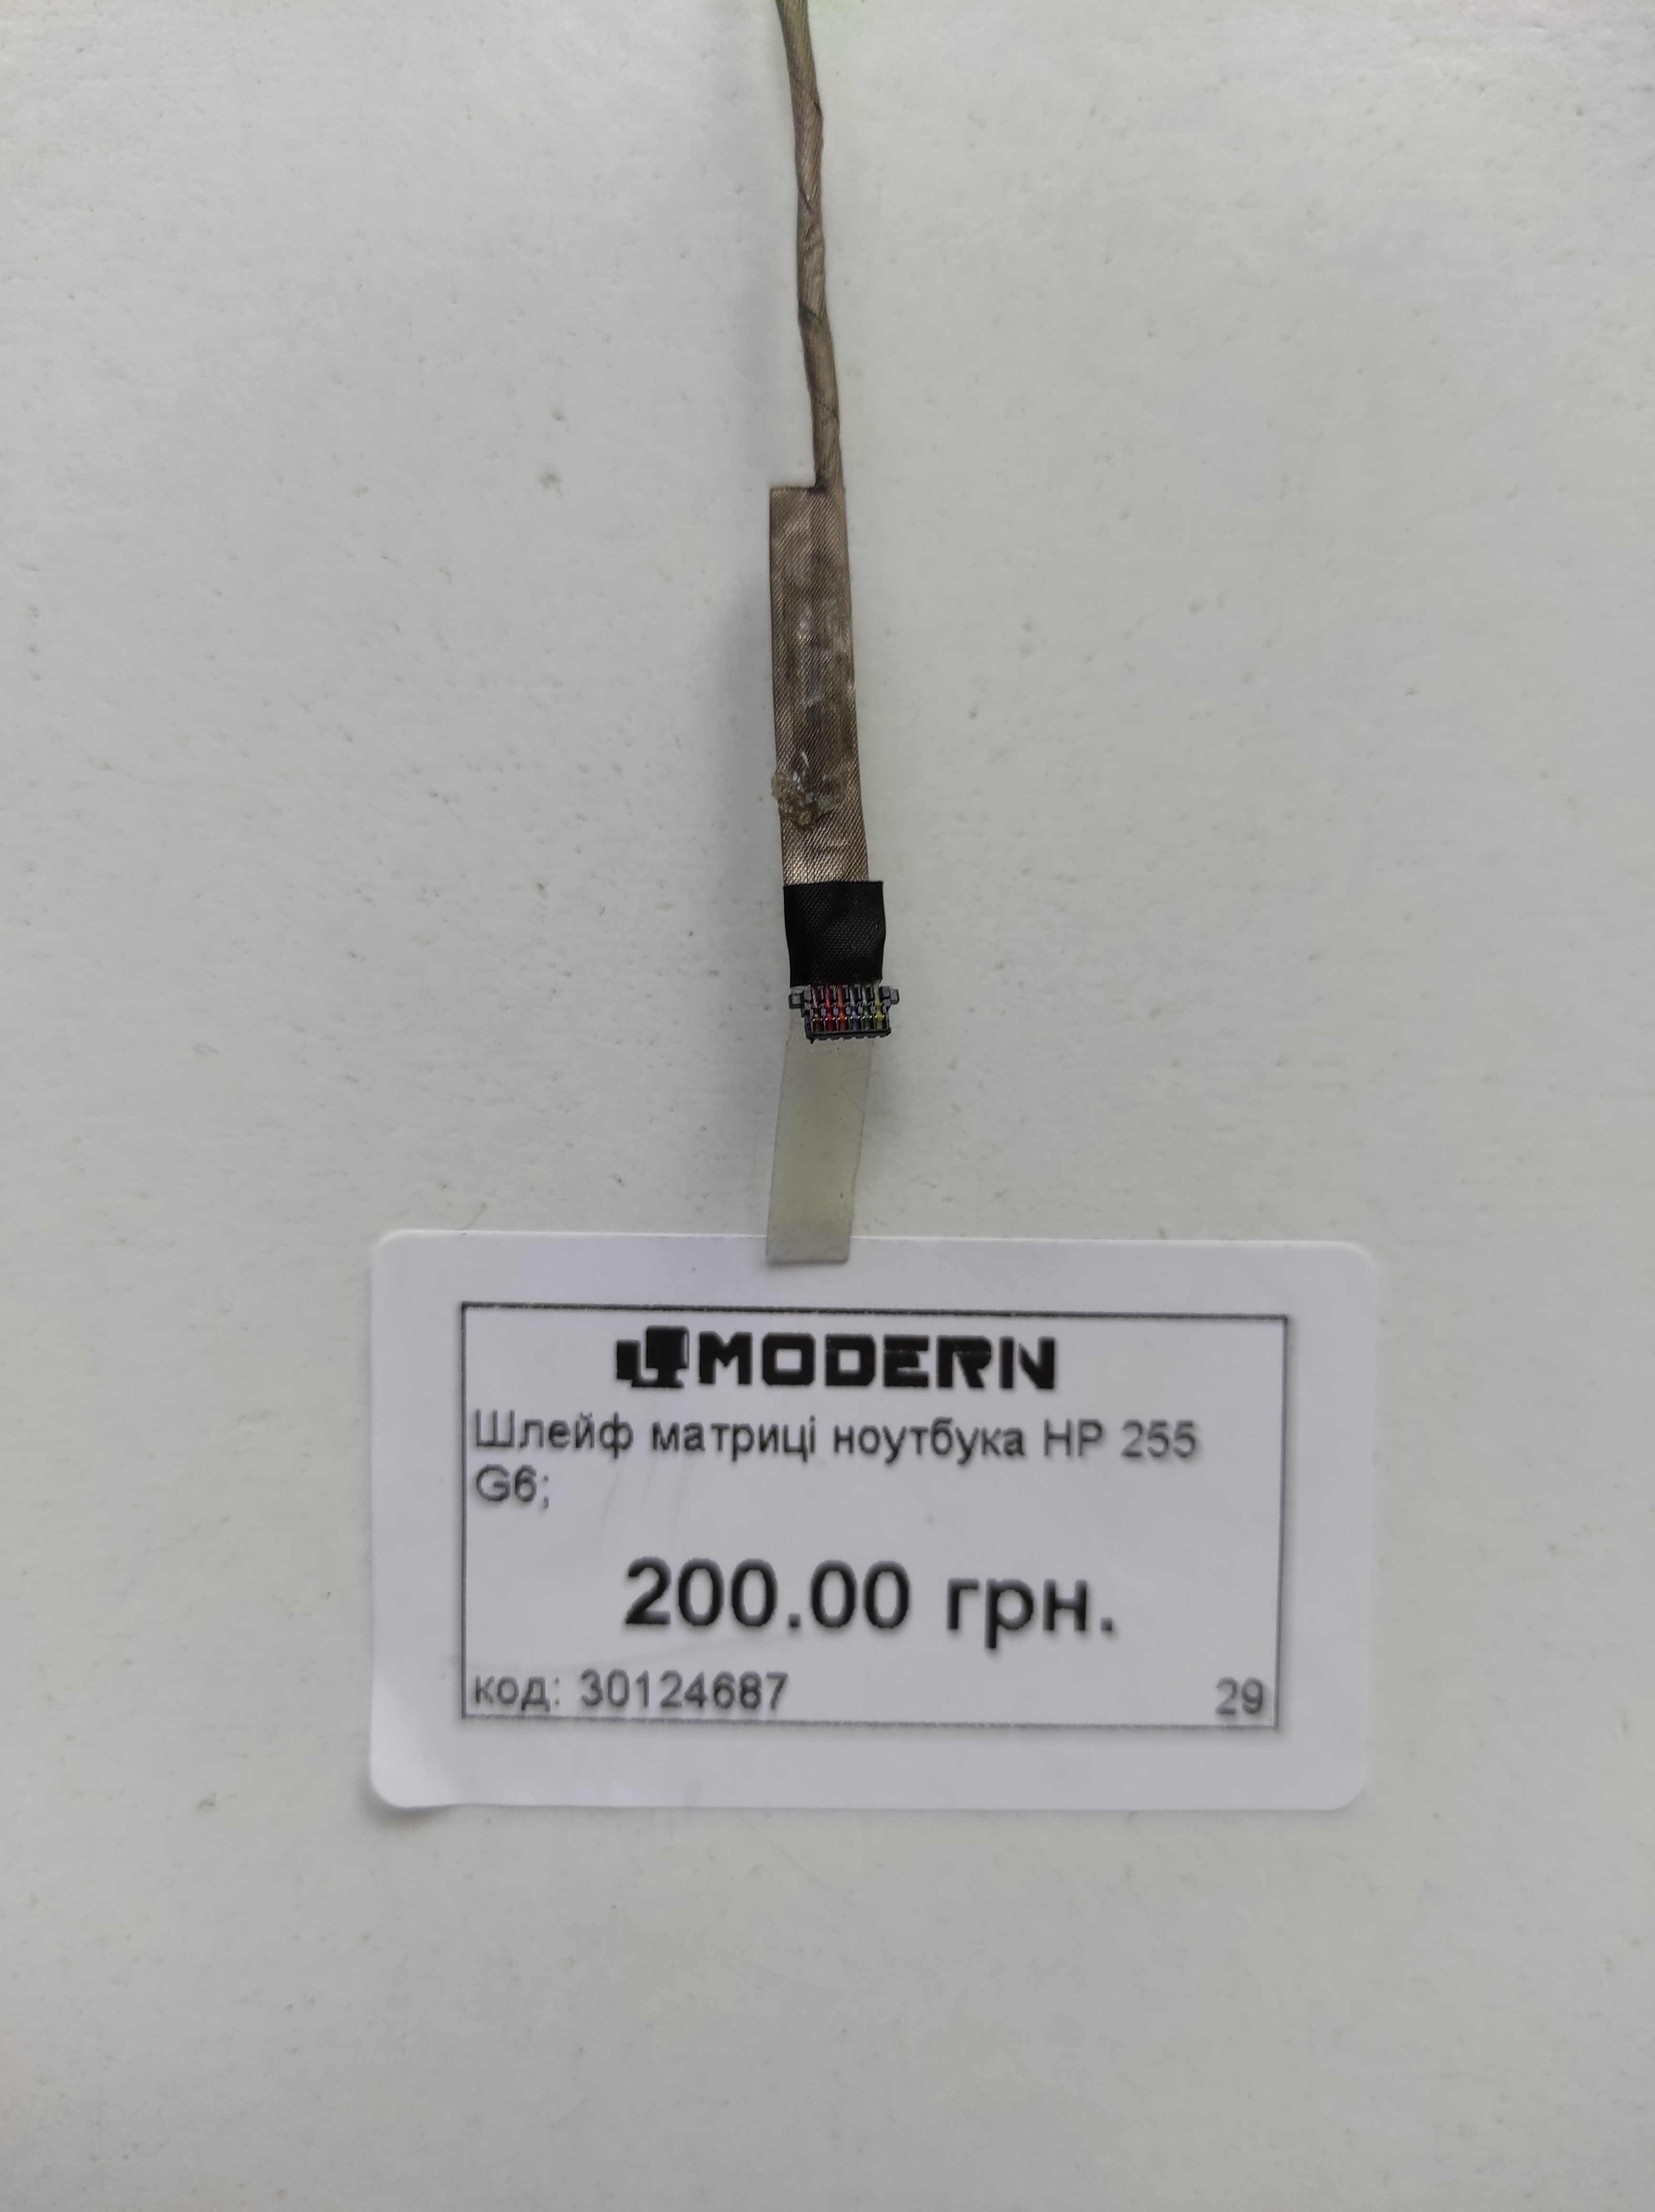 MODERN
Шлейф матриці ноутбука HP 255
G6;
200.00 грн.
код: 30124687 29